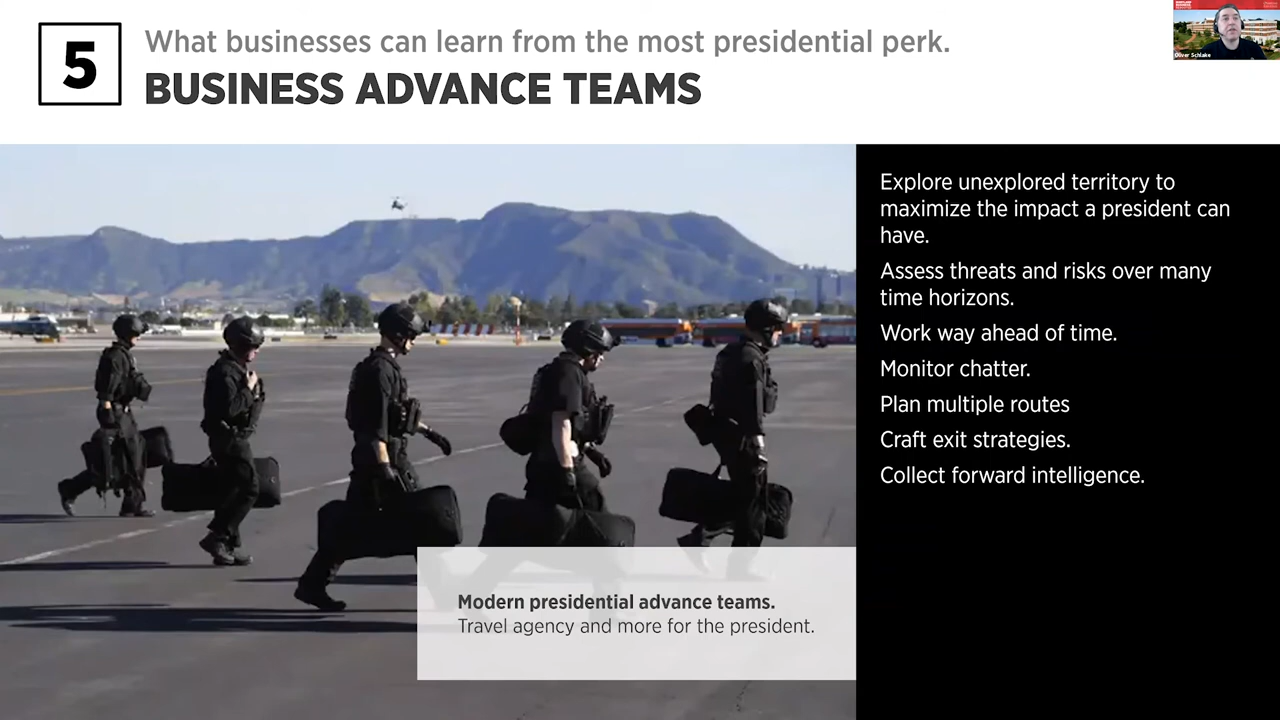 5
What businesses can learn from the most presidential perk.
BUSINESS ADVANCE TEAMS
Oliver Schlake
Explore unexplored territory to
maximize the impact a president can
have.
Assess threats and risks over many
time horizons.
Work way ahead of time.
Monitor chatter.
Plan multiple routes
Craft exit strategies.
Collect forward intelligence.
Modern presidential advance teams.
Travel agency and more for the president.